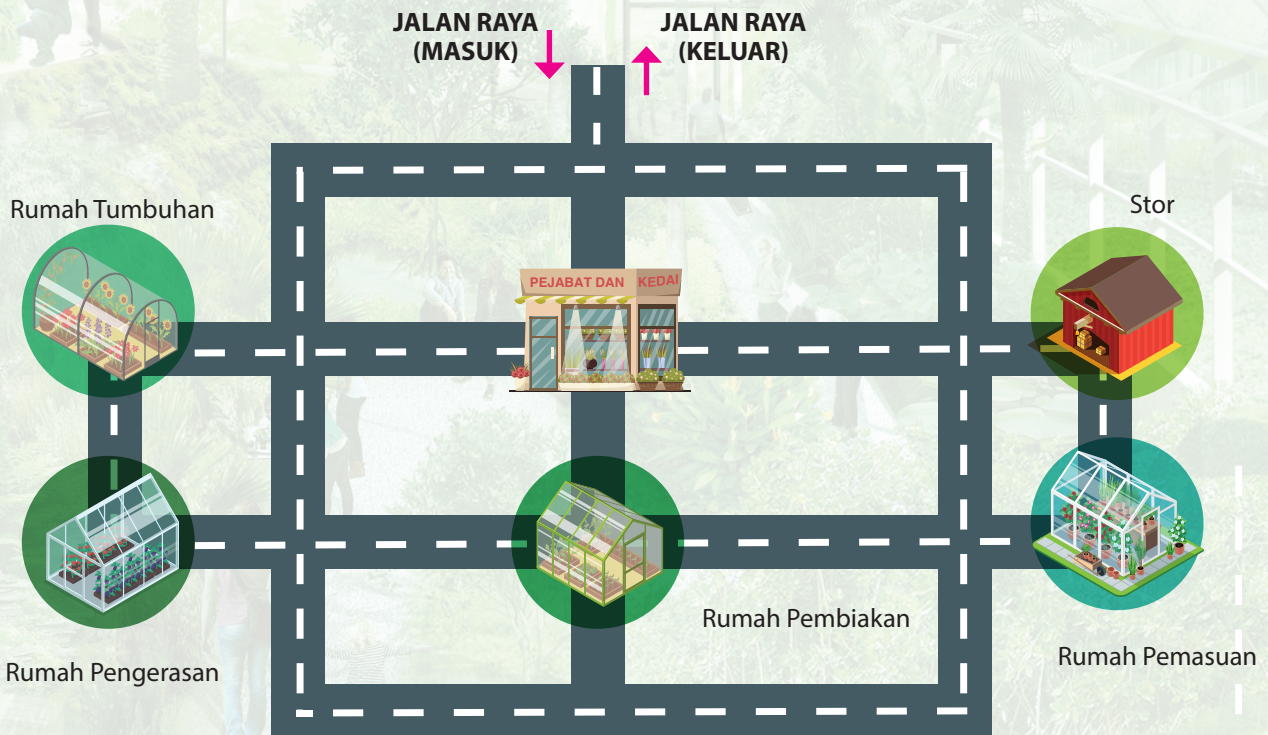 JALAN RAYA
(MASUK)
JALAN RAYA
(KELUAR)
Rumah Tumbuhan
Stor
PEJABAT DAN KEDAI
Rumah Pembiakan
Rumah Pengerasan
Rumah Pemasuan